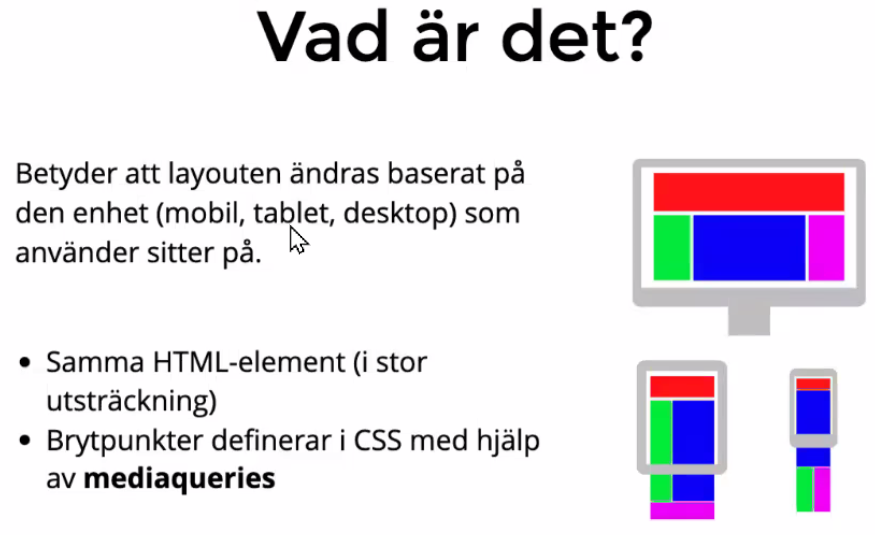 Vad är det?
Betyder att layouten ändras baserat på
den enhet (mobil, tablet, desktop) som
använder sitter på.
• Samma HTML-element (i stor
utsträckning)
• Brytpunkter definerar i CSS med hjälp
av mediaqueries